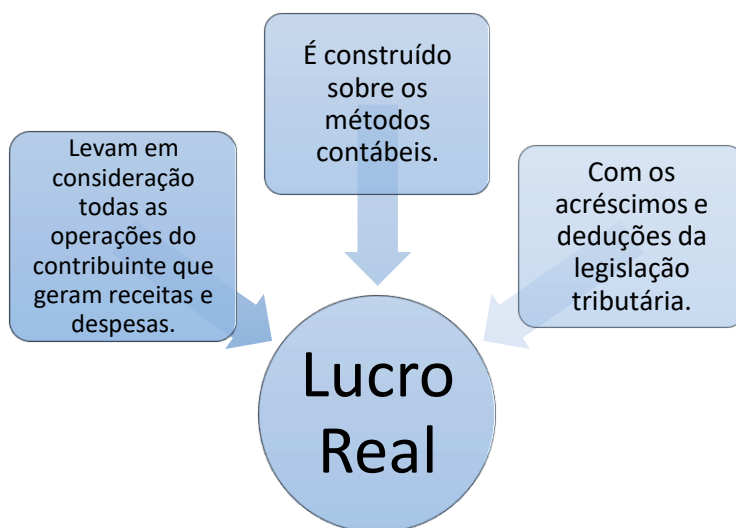 Levam em
consideração
todas as
operações do
contribuinte que
geram receitas e
despesas.
É construído
sobre os
métodos
contábeis.
Com os
acréscimos e
deduções da
legislação
tributária.
Lucro
Real